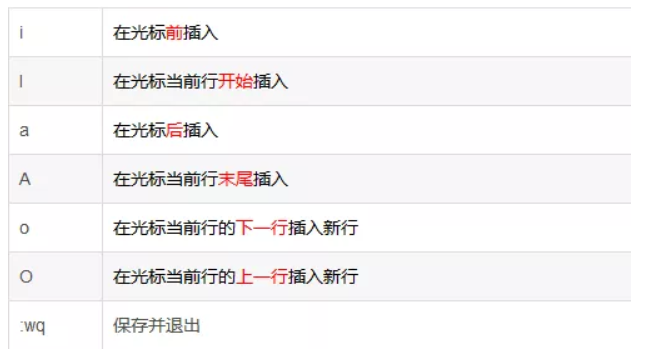 i 在光标前插入
I 在光标当前行开始插入
a 在光标后插入
A 在光标当前行末尾插入
o 在光标当前行的下一行插入新行
O 在光标当前行的上一行插入新行
:wq 保存并退出